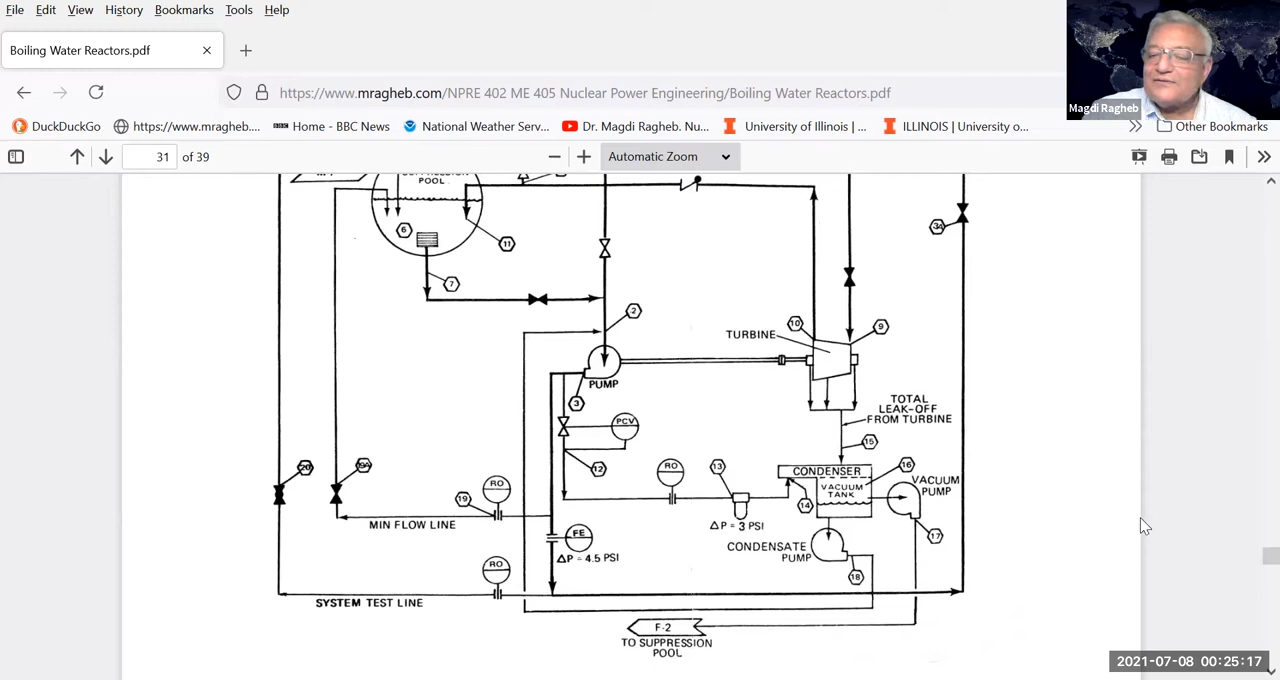 File Edit View History Bookmarks Tools Help
Boiling Water Reactors.pdf
https://www.mragheb.com/NPRE 402 ME 405 Nuclear Power Engineering/Boiling Water Reactors.pdf
Magdi Ragheb
DuckDuckGo https://www.mragheb.... Home - BBC News National Weather Serv... Dr. Magdi Ragheb. Nu... University of Illinois |... ILLINOIS | University o... Other Bookmarks
31 of 39 Automatic Zoom
POOL
6
11
34
7
2
10
9
TURBINE
PUMP
3
TOTAL
LEAK-OFF
FROM TURBINE
PCV
15
12
20
19A
RO
13
CONDENSER
16
RO
19
14
VACUUM
TANK
VACUUM
PUMP
MIN FLOW LINE
ΔP = 3 PSI
17
FE
CONDENSATE
PUMP
ΔP = 4.5 PSI
RO
18
SYSTEM TEST LINE
F-2
TO SUPPRESSION
POOL
2021-07-08 00:25:17